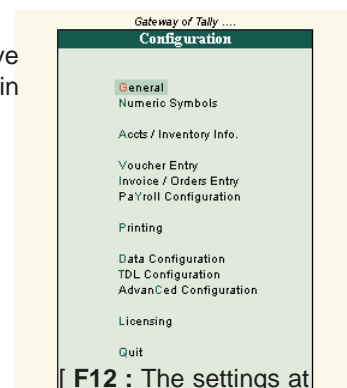 Gateway of Tally ....
Configuration
ve
in
General
Numeric Symbols
Accts / Inventory Info.
Voucher Entry
Invoice / Orders Entry
PaYroll Configuration
Printing
Data Configuration
TDL Configuration
AdvanCed Configuration
Licensing
Quit
[ F12 : The settings at